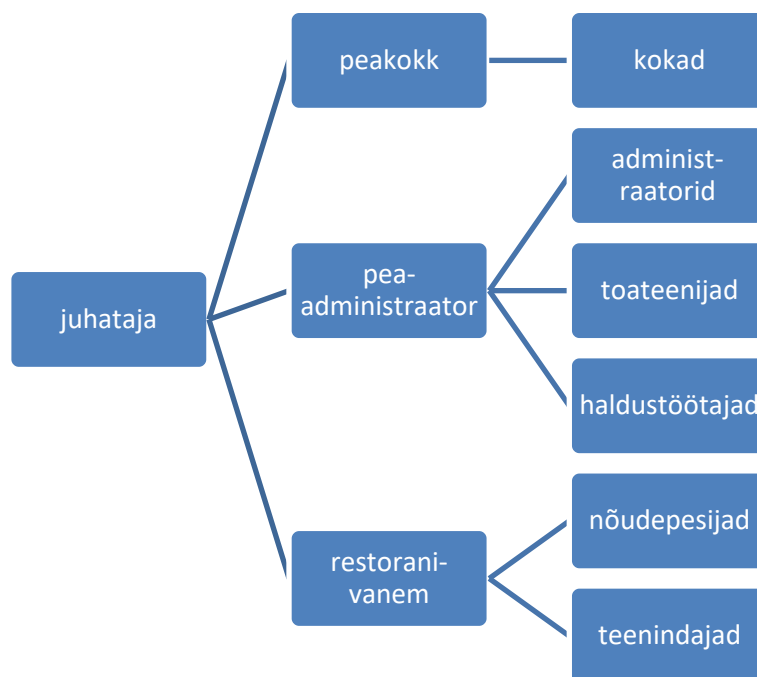 peakokk
kokad
administ-
raatorid
juhataja
pea-
administraator
toateenijad
haldustöötajad
restorani-
vanem
nõudepesijad
teenindajad